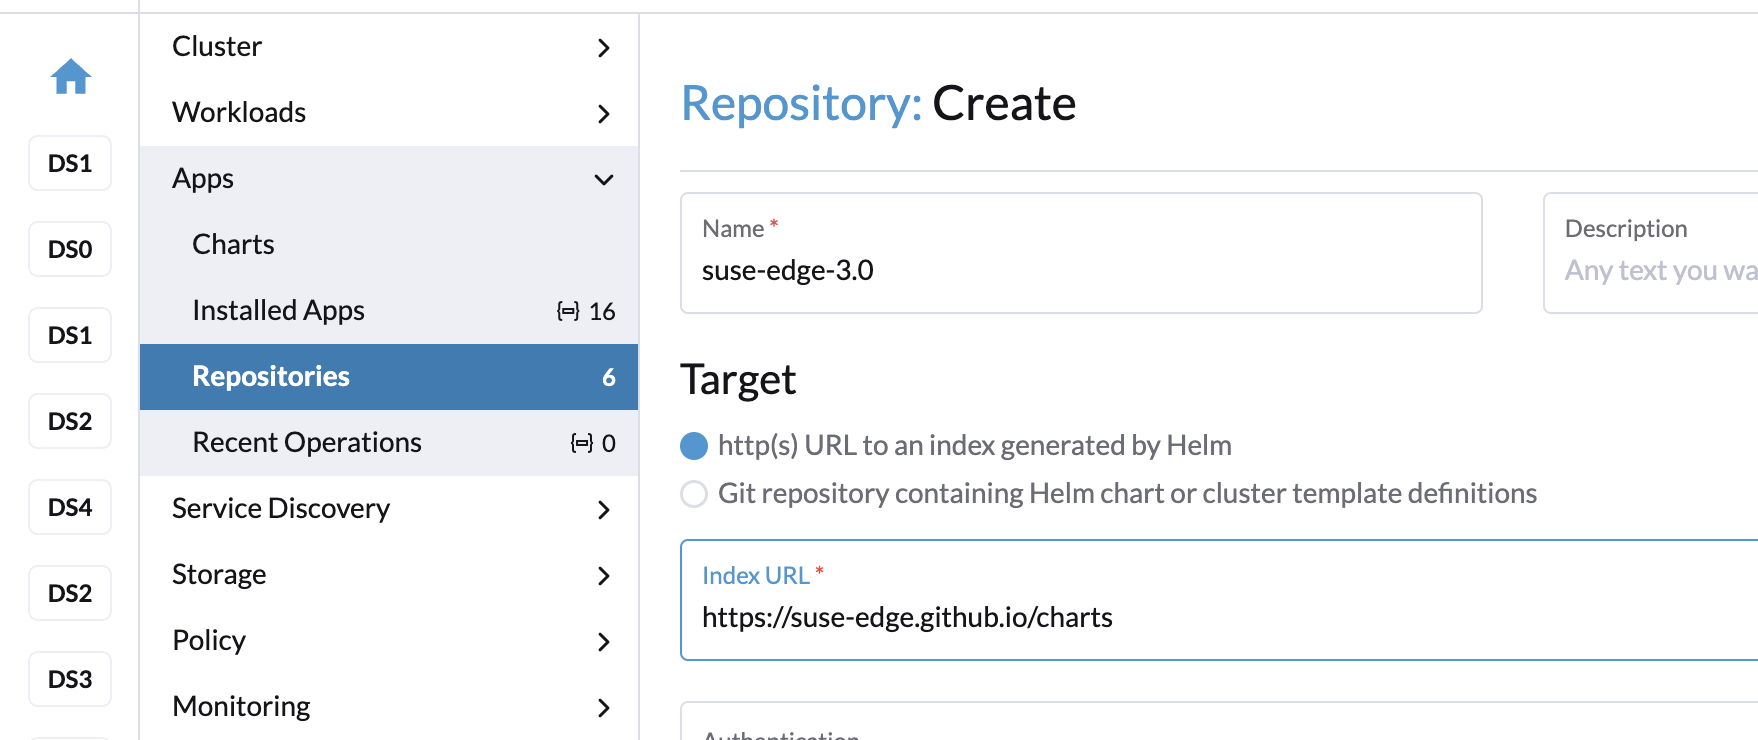 DS1
DS0
DS1
DS2
DS4
DS2
DS3
Cluster
Workloads
Apps
Charts
Installed Apps 16
Repositories 6
Recent Operations 0
Service Discovery
Storage
Policy
Monitoring
Repository: Create
Name *
suse-edge-3.0
Description
Any text you wa
Target
http(s) URL to an index generated by Helm
Git repository containing Helm chart or cluster template definitions
Index URL *
https://suse-edge.github.io/charts
Authentication